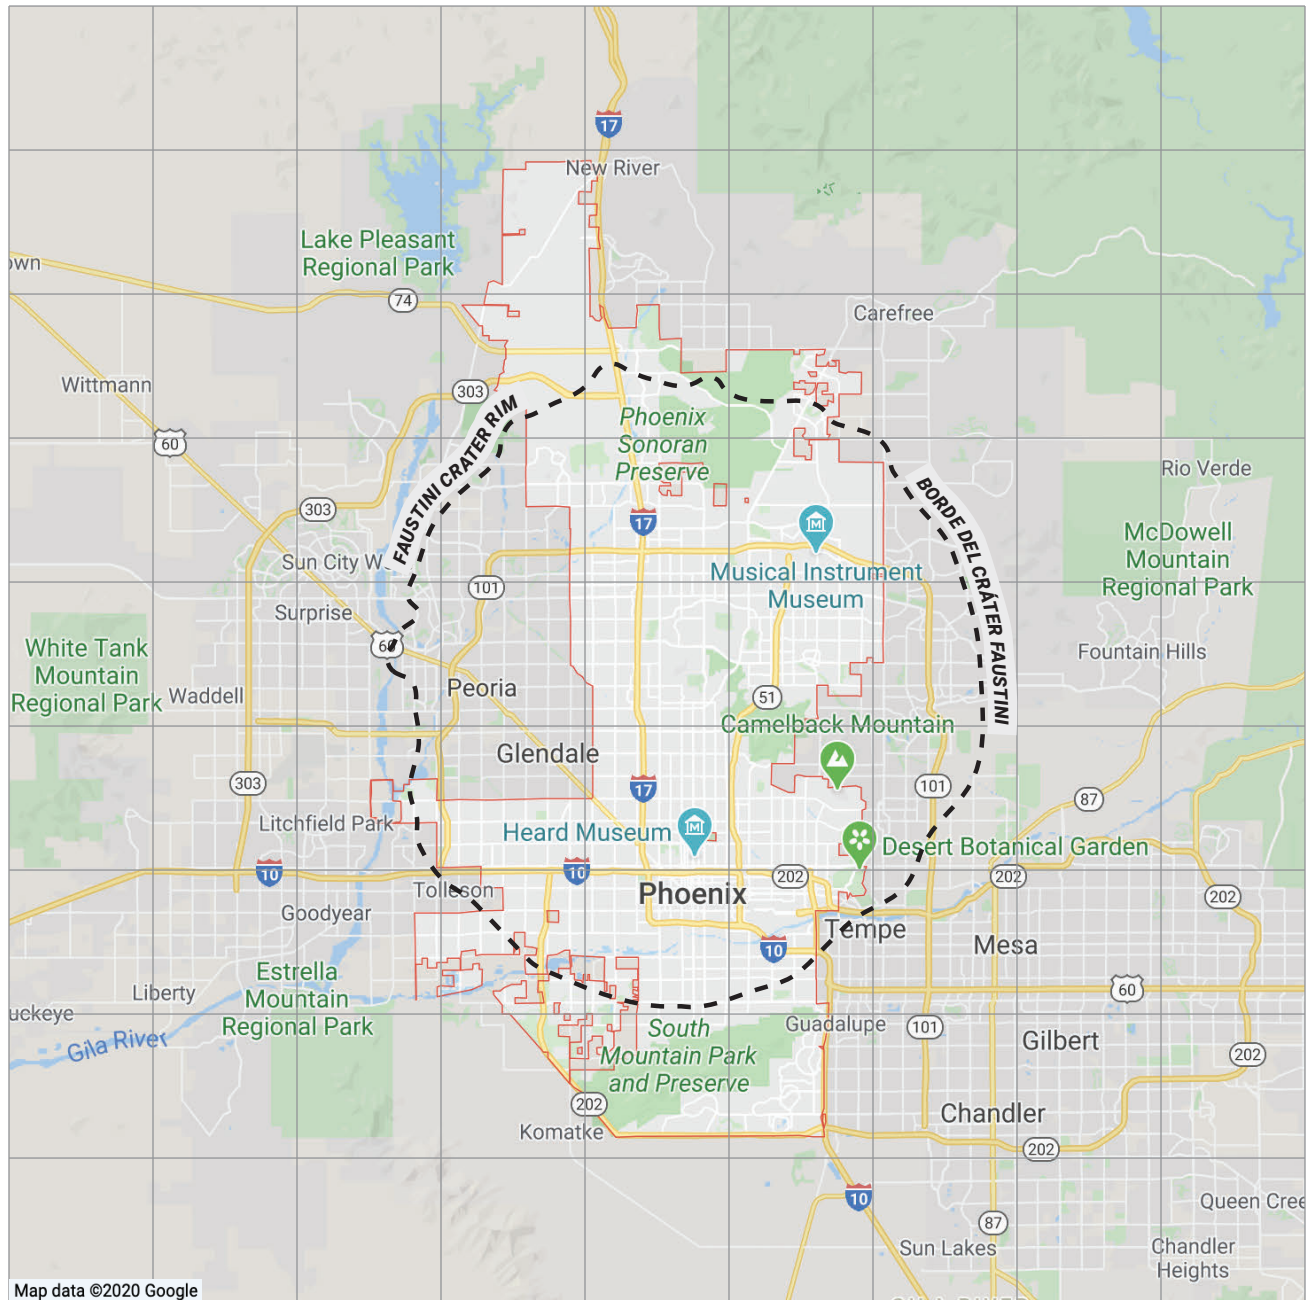 17
New River
Lake Pleasant
Regional Park
own
74
Carefree
Wittmann
303
60
FAUSTINI CRATER RIM
Phoenix
Sonoran
Preserve
Rio Verde
BORDE DEL CRÁTER FAUSTINI
303
17
McDowell
Mountain
Regional Park
Sun City W
Musical Instrument
Museum
101
Surprise
60
White Tank
Mountain
Regional Park
Fountain Hills
Waddell
Peoria
51
Camelback Mountain
Glendale
303
17
101
87
Litchfield Park
Heard Museum
Desert Botanical Garden
10
10
202
202
Tolleson
Phoenix
202
Goodyear
Tempe
Mesa
10
Estrella
Mountain
Regional Park
Liberty
60
uckeye
South
Mountain Park
and Preserve
Guadalupe
101
Gilbert
Gila River
202
202
Chandler
Komatke
202
10
Queen Cree
87
Sun Lakes
Chandler
Heights
Map data ©2020 Google